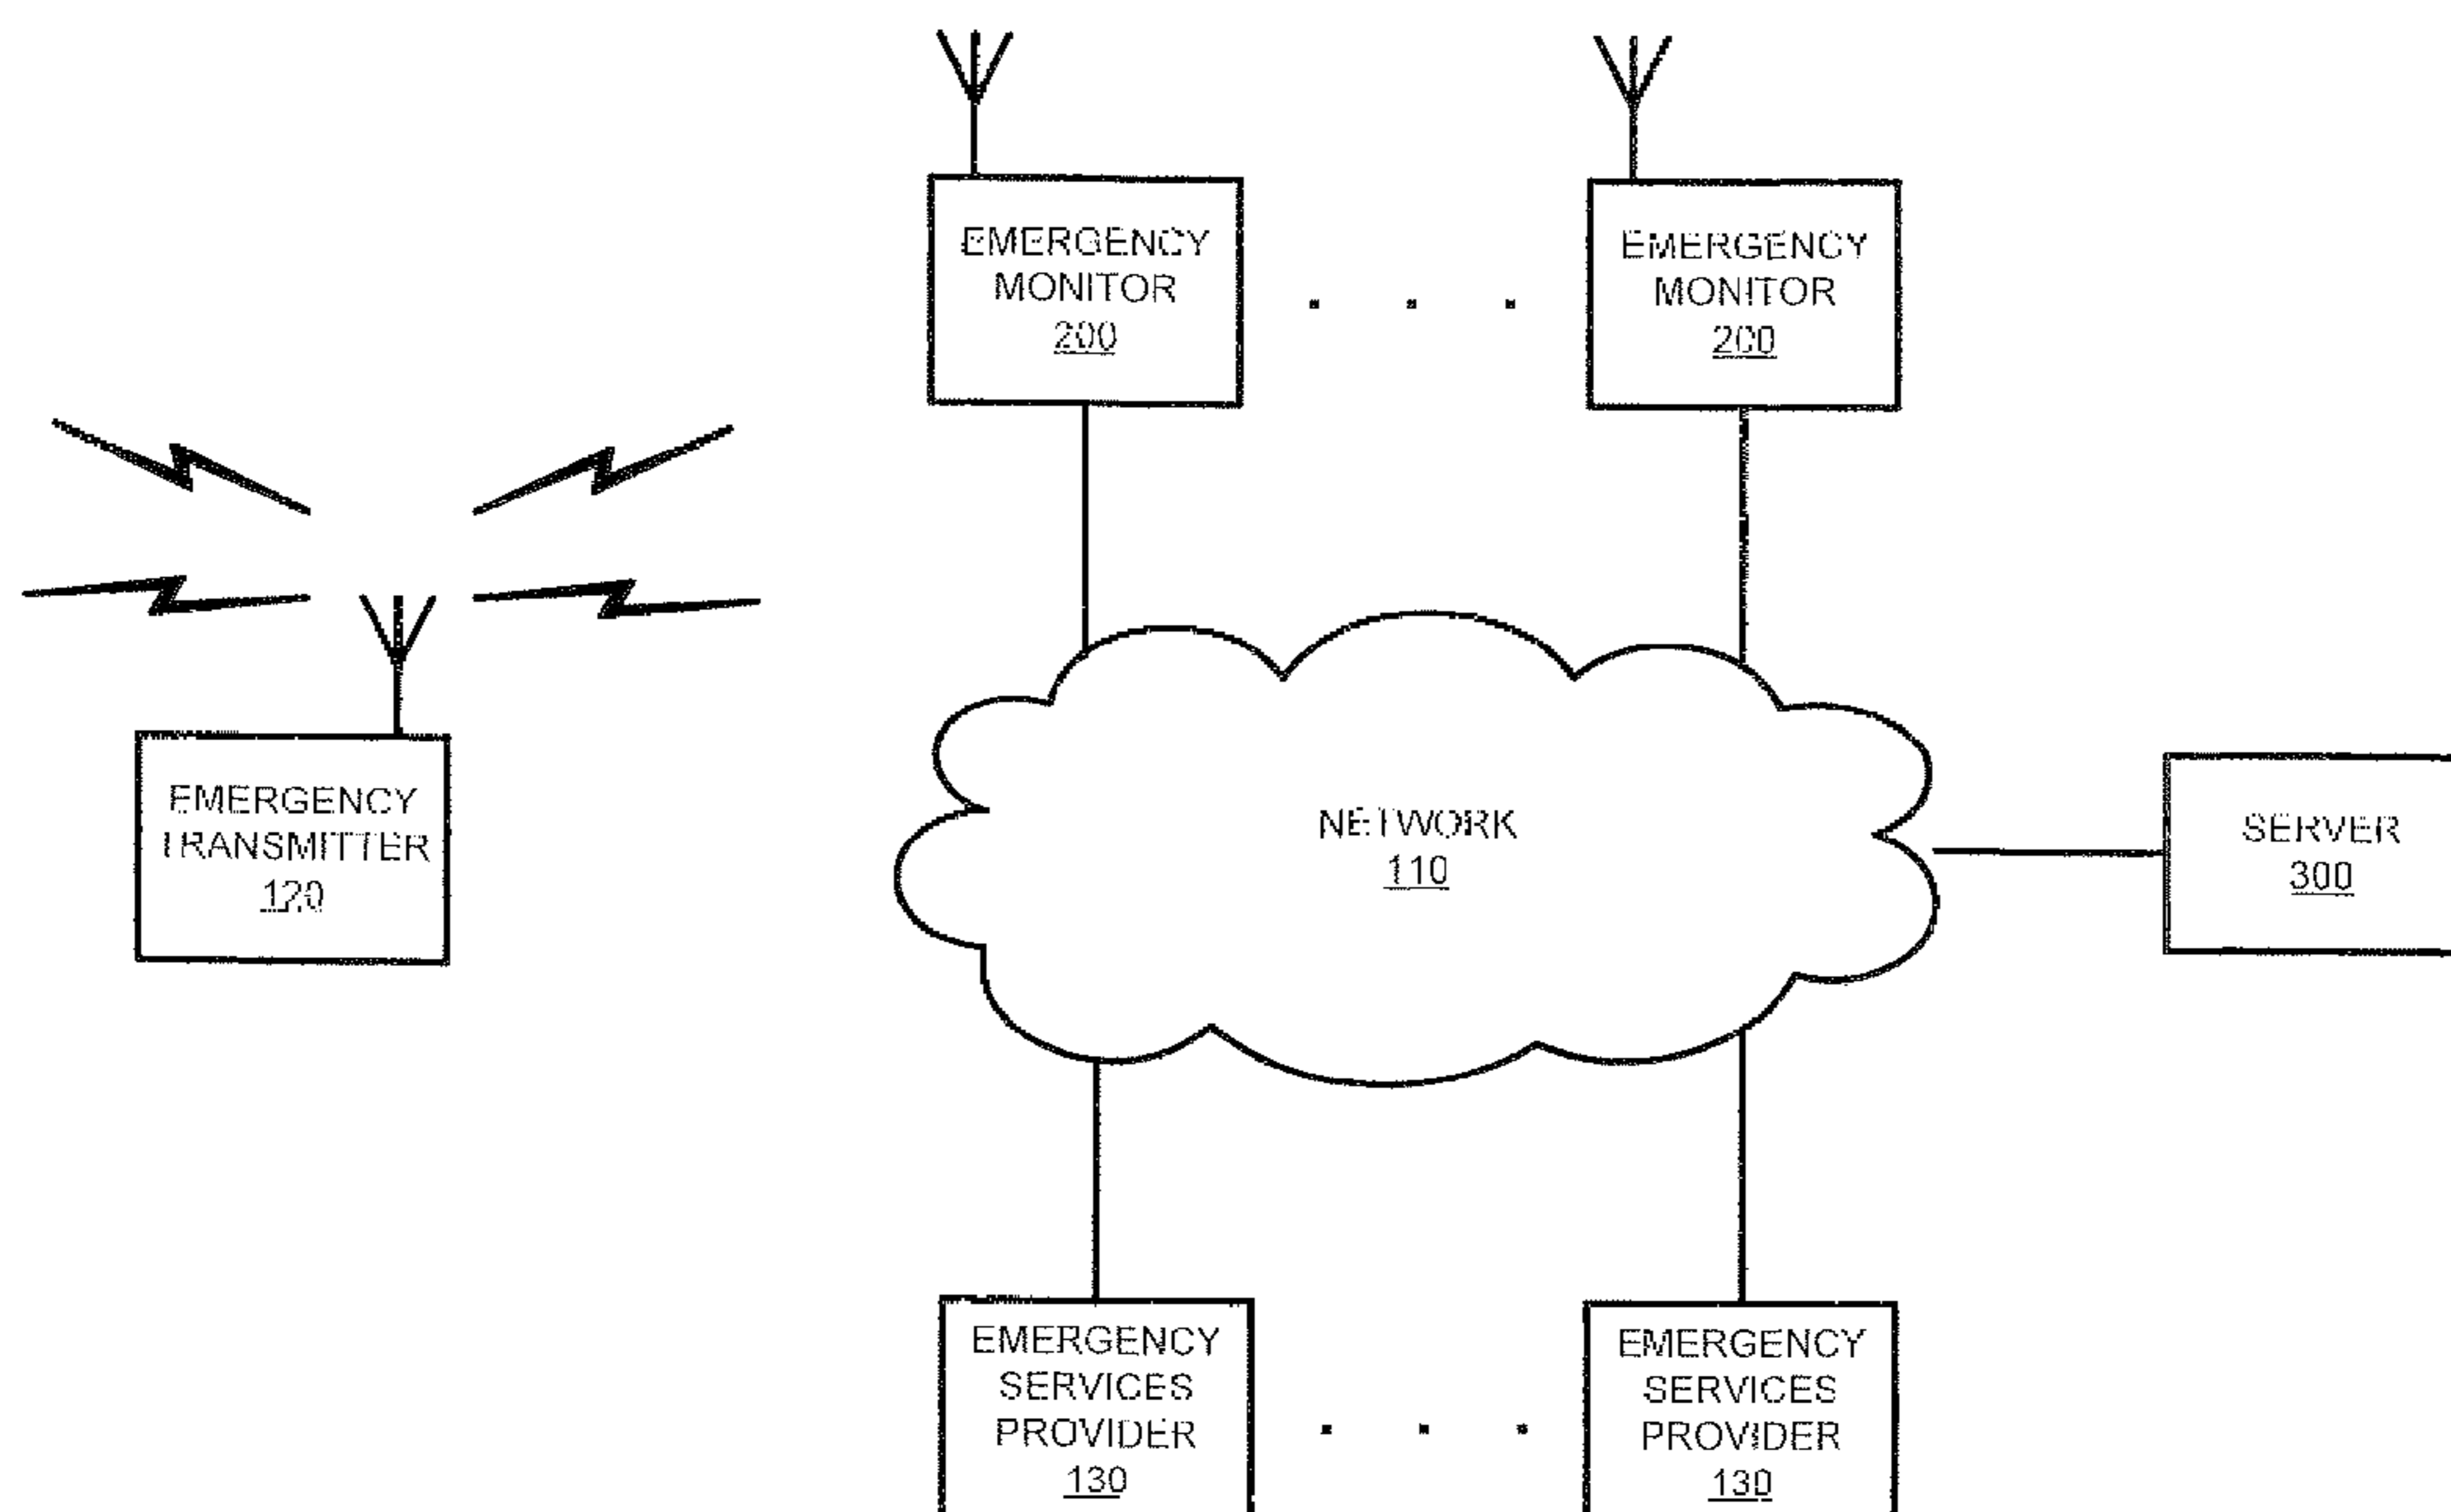 EMERGENCY
MONITOR
200
EMERGENCY
MONITOR
200
EMERGENCY
TRANSMITTER
120
NETWORK
110
SERVER
300
EMERGENCY
SERVICES
PROVIDER
130
EMERGENCY
SERVICES
PROVIDER
130